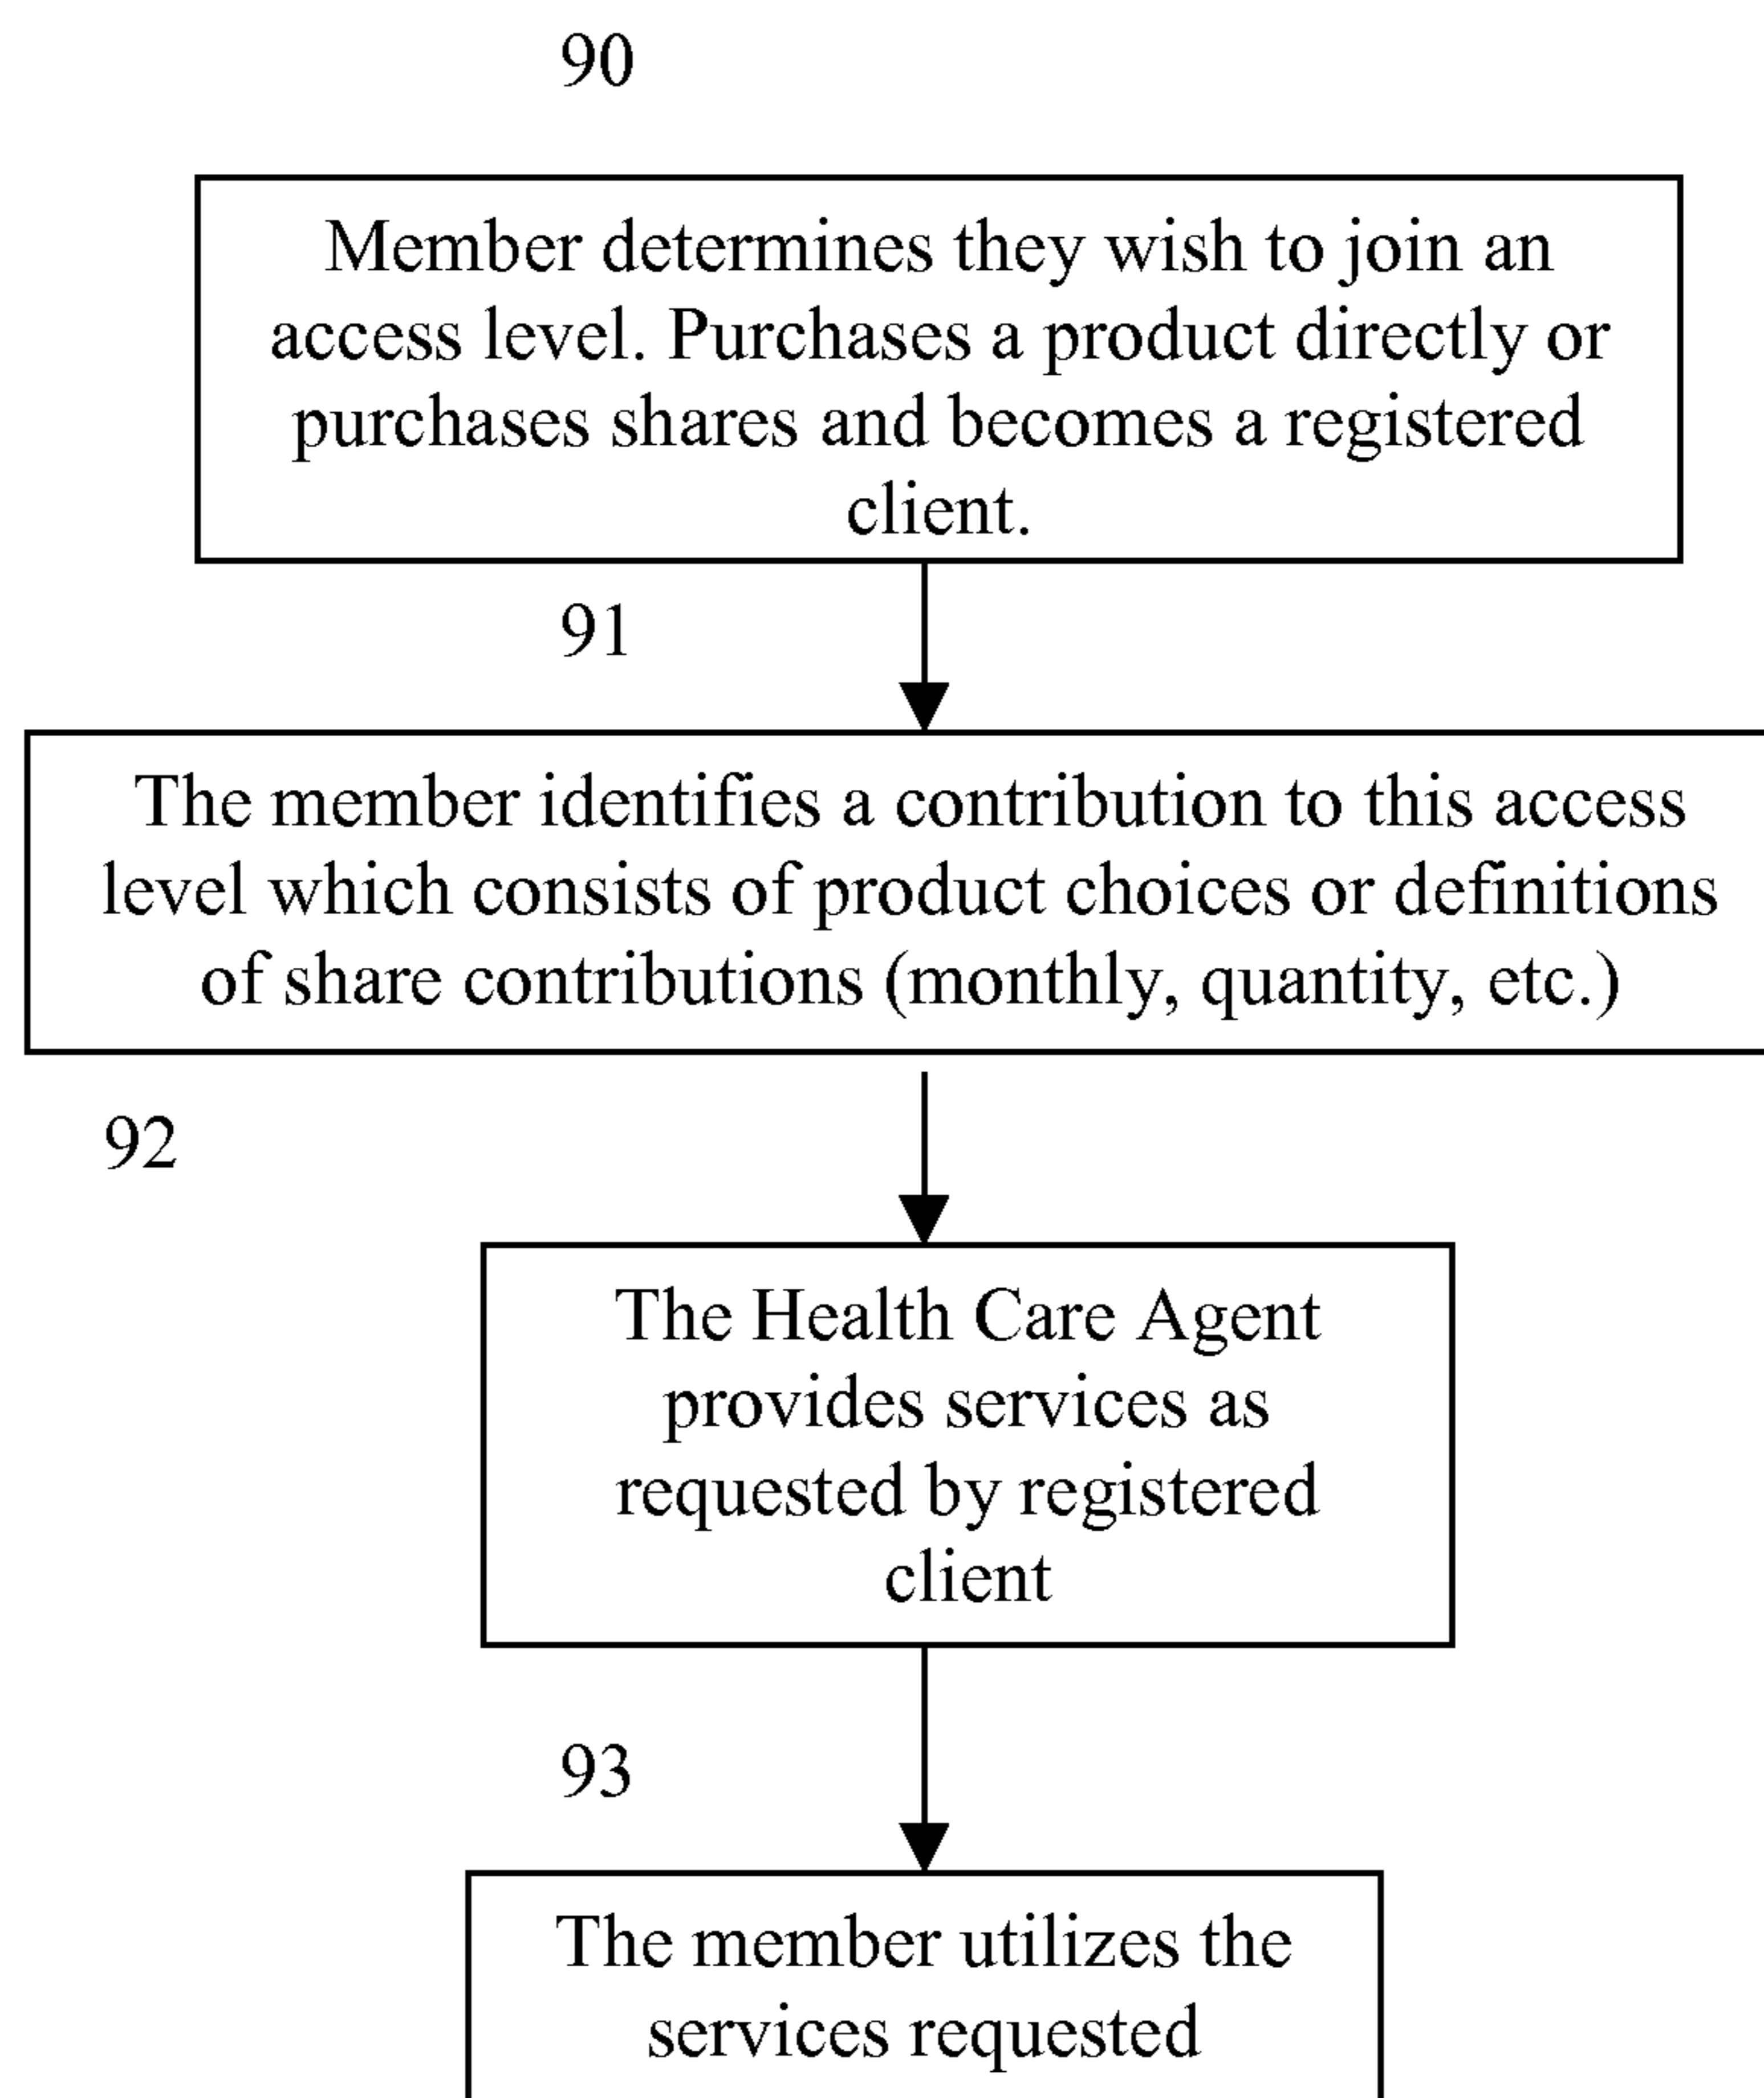 90
Member determines they wish to join an
access level. Purchases a product directly or
purchases shares and becomes a registered
client.
91
The member identifies a contribution to this access
level which consists of product choices or definitions
of share contributions (monthly, quantity, etc.)
92
The Health Care Agent
provides services as
requested by registered
client
93
The member utilizes the
services requested